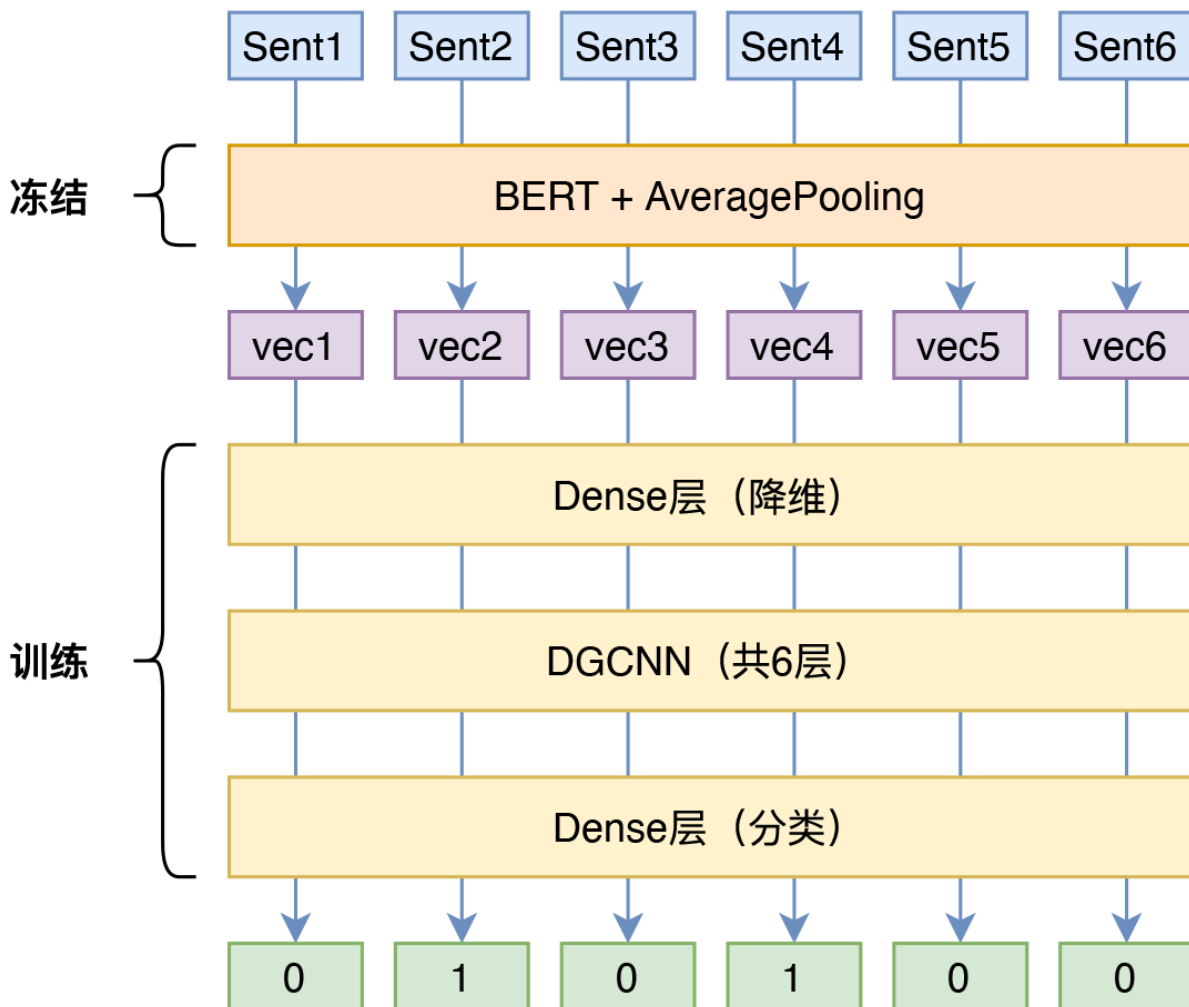 Sent1 Sent2 Sent3 Sent4 Sent5 Sent6
冻结
BERT + AveragePooling
vec1 vec2 vec3 vec4 vec5 vec6
Dense层（降维）
训练
DGCNN（共6层）
Dense层（分类）
0 1 0 1 0 0